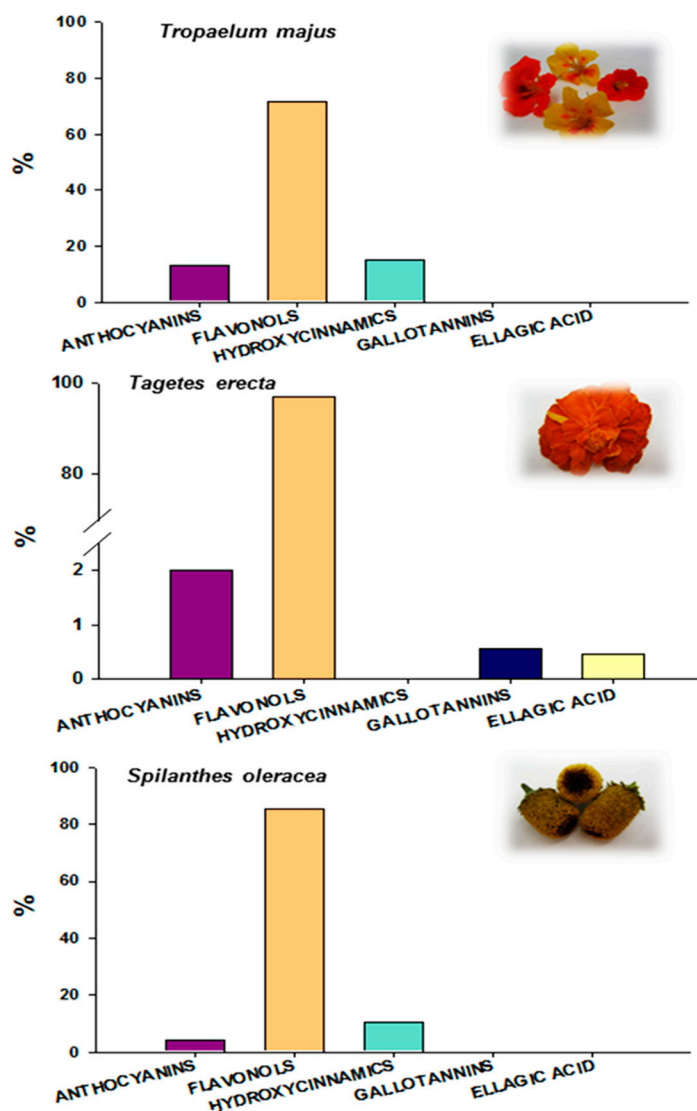 Tropaelum majus
%
100
80
60
40
20
0
ANTHOCYANINS
FLAVONOLS
HYDROXYCINNAMICS
GALLOTANNINS
ELLAGIC ACID
Tagetes erecta
%
100
80
2
1
0
ANTHOCYANINS
FLAVONOLS
HYDROXYCINNAMICS
GALLOTANNINS
ELLAGIC ACID
Spilanthes oleracea
%
100
80
60
40
20
0
ANTHOCYANINS
FLAVONOLS
HYDROXYCINNAMICS
GALLOTANNINS
ELLAGIC ACID